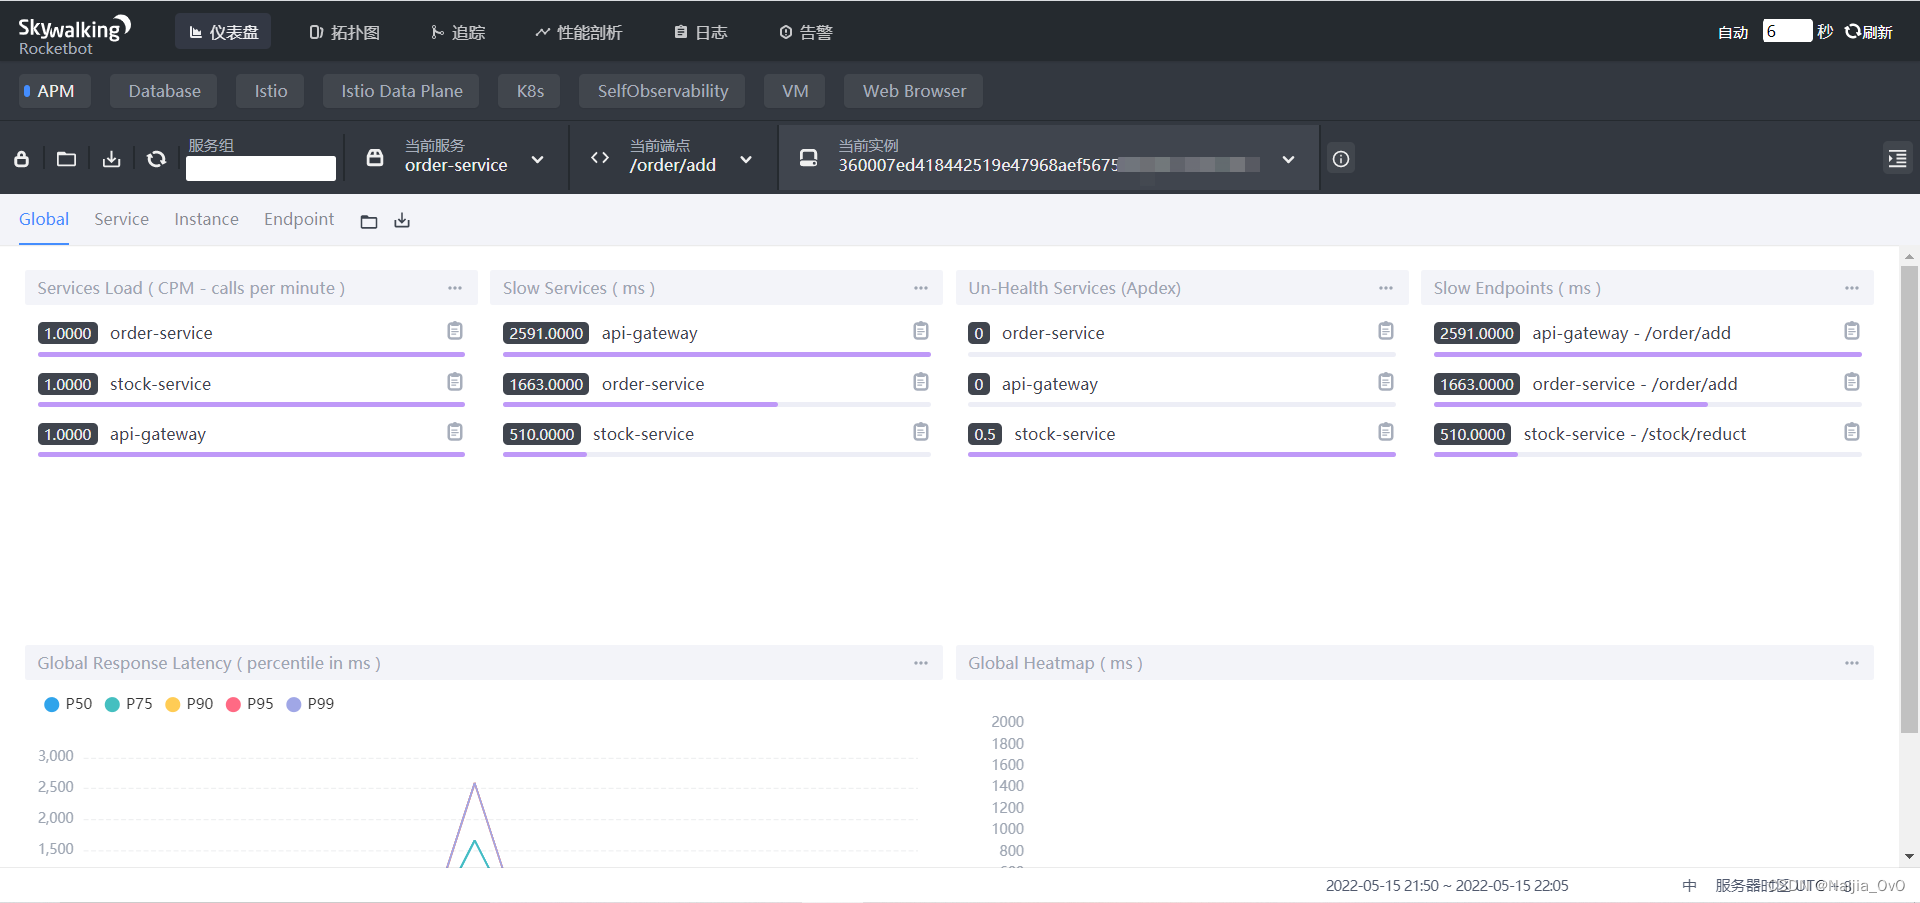 Skywalking
Rocketbot
仪表盘
拓扑图
追踪
性能剖析
日志
告警
自动 6 秒 刷新
APM
Database
Istio
Istio Data Plane
K8s
SelfObservability
VM
Web Browser
服务组
当前服务
order-service
当前端点
/order/add
当前实例
360007ed418442519e47968aef5675
Global
Service
Instance
Endpoint
Services Load ( CPM - calls per minute )
1.0000 order-service
1.0000 stock-service
1.0000 api-gateway
Slow Services ( ms )
2591.0000 api-gateway
1663.0000 order-service
510.0000 stock-service
Un-Health Services (Apdex)
0 order-service
0 api-gateway
0.5 stock-service
Slow Endpoints ( ms )
2591.0000 api-gateway - /order/add
1663.0000 order-service - /order/add
510.0000 stock-service - /stock/reduct
Global Response Latency ( percentile in ms )
P50 P75 P90 P95 P99
3,000
2,500
2,000
1,500
Global Heatmap ( ms )
2000
1800
1600
1400
1200
1000
800
2022-05-15 21:50 ~ 2022-05-15 22:05
中
服务器时区UTC +
@Naijia_OvO